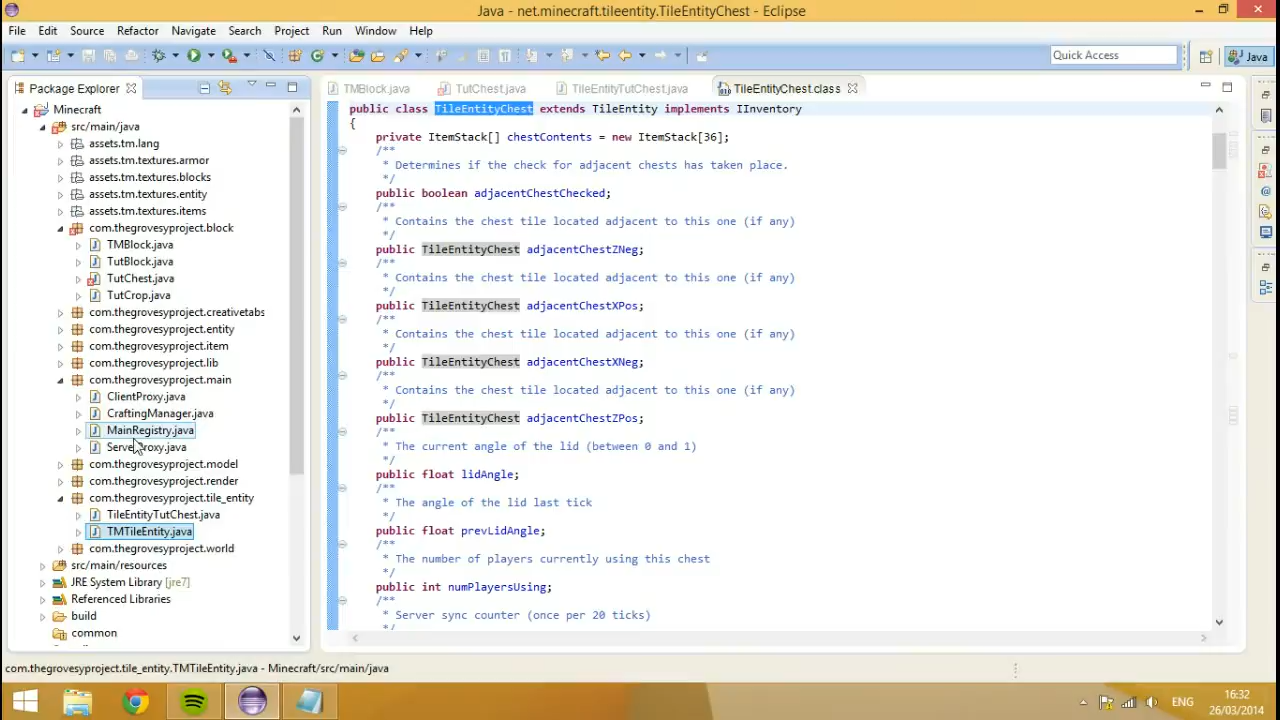 Java - net.minecraft.tileentity.TileEntityChest - Eclipse
File Edit Source Refactor Navigate Search Project Run Window Help
Quick Access
Java
Package Explorer
TMBlock.java
TutChest.java
TileEntityTutChest.java
TileEntityChest.class
Minecraft
src/main/java
assets.tm.lang
assets.tm.textures.armor
assets.tm.textures.blocks
assets.tm.textures.entity
assets.tm.textures.items
com.thegrovesyproject.block
TMBlock.java
TutBlock.java
TutChest.java
TutCrop.java
com.thegrovesyproject.creativetabs
com.thegrovesyproject.entity
com.thegrovesyproject.item
com.thegrovesyproject.lib
com.thegrovesyproject.main
ClientProxy.java
CraftingManager.java
MainRegistry.java
ServerProxy.java
com.thegrovesyproject.model
com.thegrovesyproject.render
com.thegrovesyproject.tile_entity
TileEntityTutChest.java
TMTileEntity.java
com.thegrovesyproject.world
src/main/resources
JRE System Library [jre7]
Referenced Libraries
build
common
public class TileEntityChest extends TileEntity implements IInventory
{
private ItemStack[] chestContents = new ItemStack[36];
/**
* Determines if the check for adjacent chests has taken place.
*/
public boolean adjacentChestChecked;
/**
* Contains the chest tile located adjacent to this one (if any)
*/
public TileEntityChest adjacentChestZNeg;
/**
* Contains the chest tile located adjacent to this one (if any)
*/
public TileEntityChest adjacentChestXPos;
/**
* Contains the chest tile located adjacent to this one (if any)
*/
public TileEntityChest adjacentChestXNeg;
/**
* Contains the chest tile located adjacent to this one (if any)
*/
public TileEntityChest adjacentChestZPos;
/**
* The current angle of the lid (between 0 and 1)
*/
public float lidAngle;
/**
* The angle of the lid last tick
*/
public float prevLidAngle;
/**
* The number of players currently using this chest
*/
public int numPlayersUsing;
/**
* Server sync counter (once per 20 ticks)
*/
com.thegrovesyproject.tile_entity.TMTileEntity.java - Minecraft/src/main/java
ENG
16:32
26/03/2014